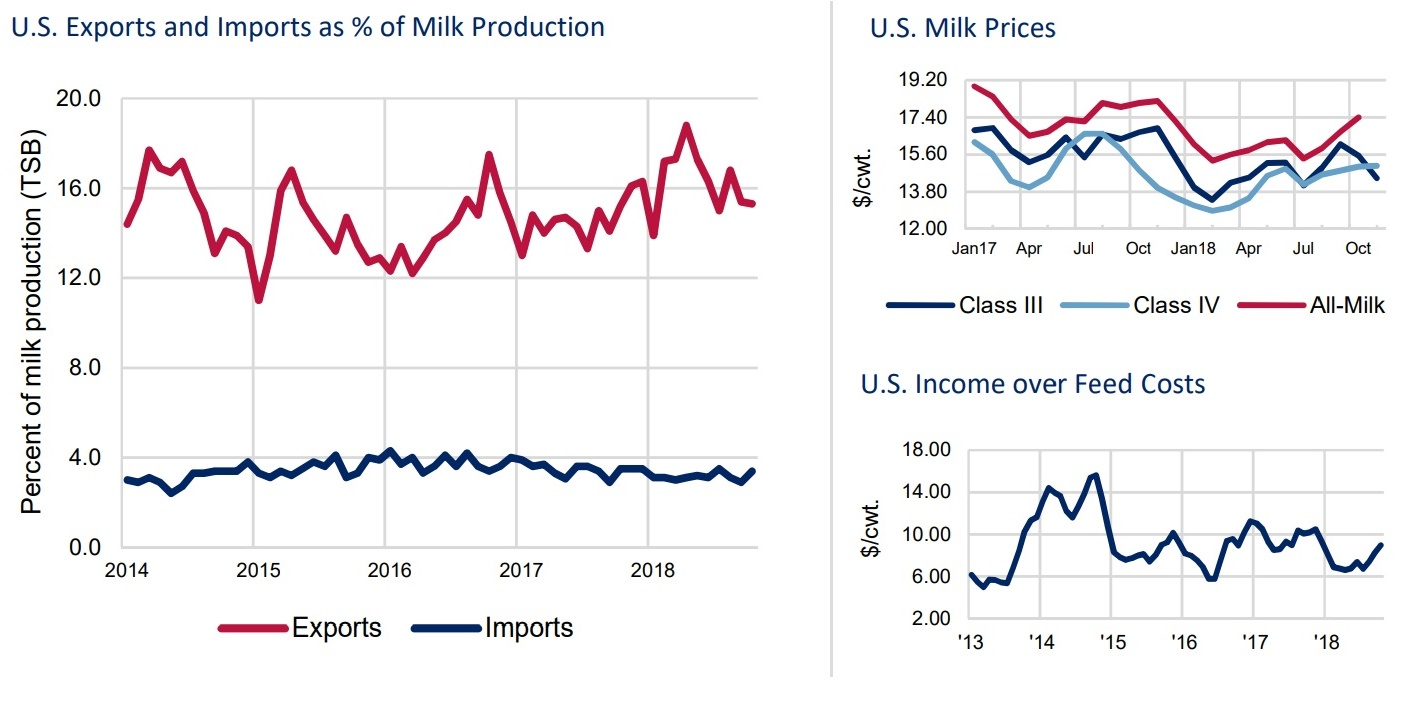 U.S. Exports and Imports as % of Milk Production
Percent of milk production (TSB)
20.0
16.0
12.0
8.0
4.0
0.0
2014 2015 2016 2017 2018
Exports Imports
U.S. Milk Prices
$/cwt.
19.20
17.40
15.60
13.80
12.00
Jan17 Apr Jul Oct Jan18 Apr Jul Oct
Class III Class IV All-Milk
U.S. Income over Feed Costs
$/cwt.
18.00
14.00
10.00
6.00
2.00
'13 '14 '15 '16 '17 '18